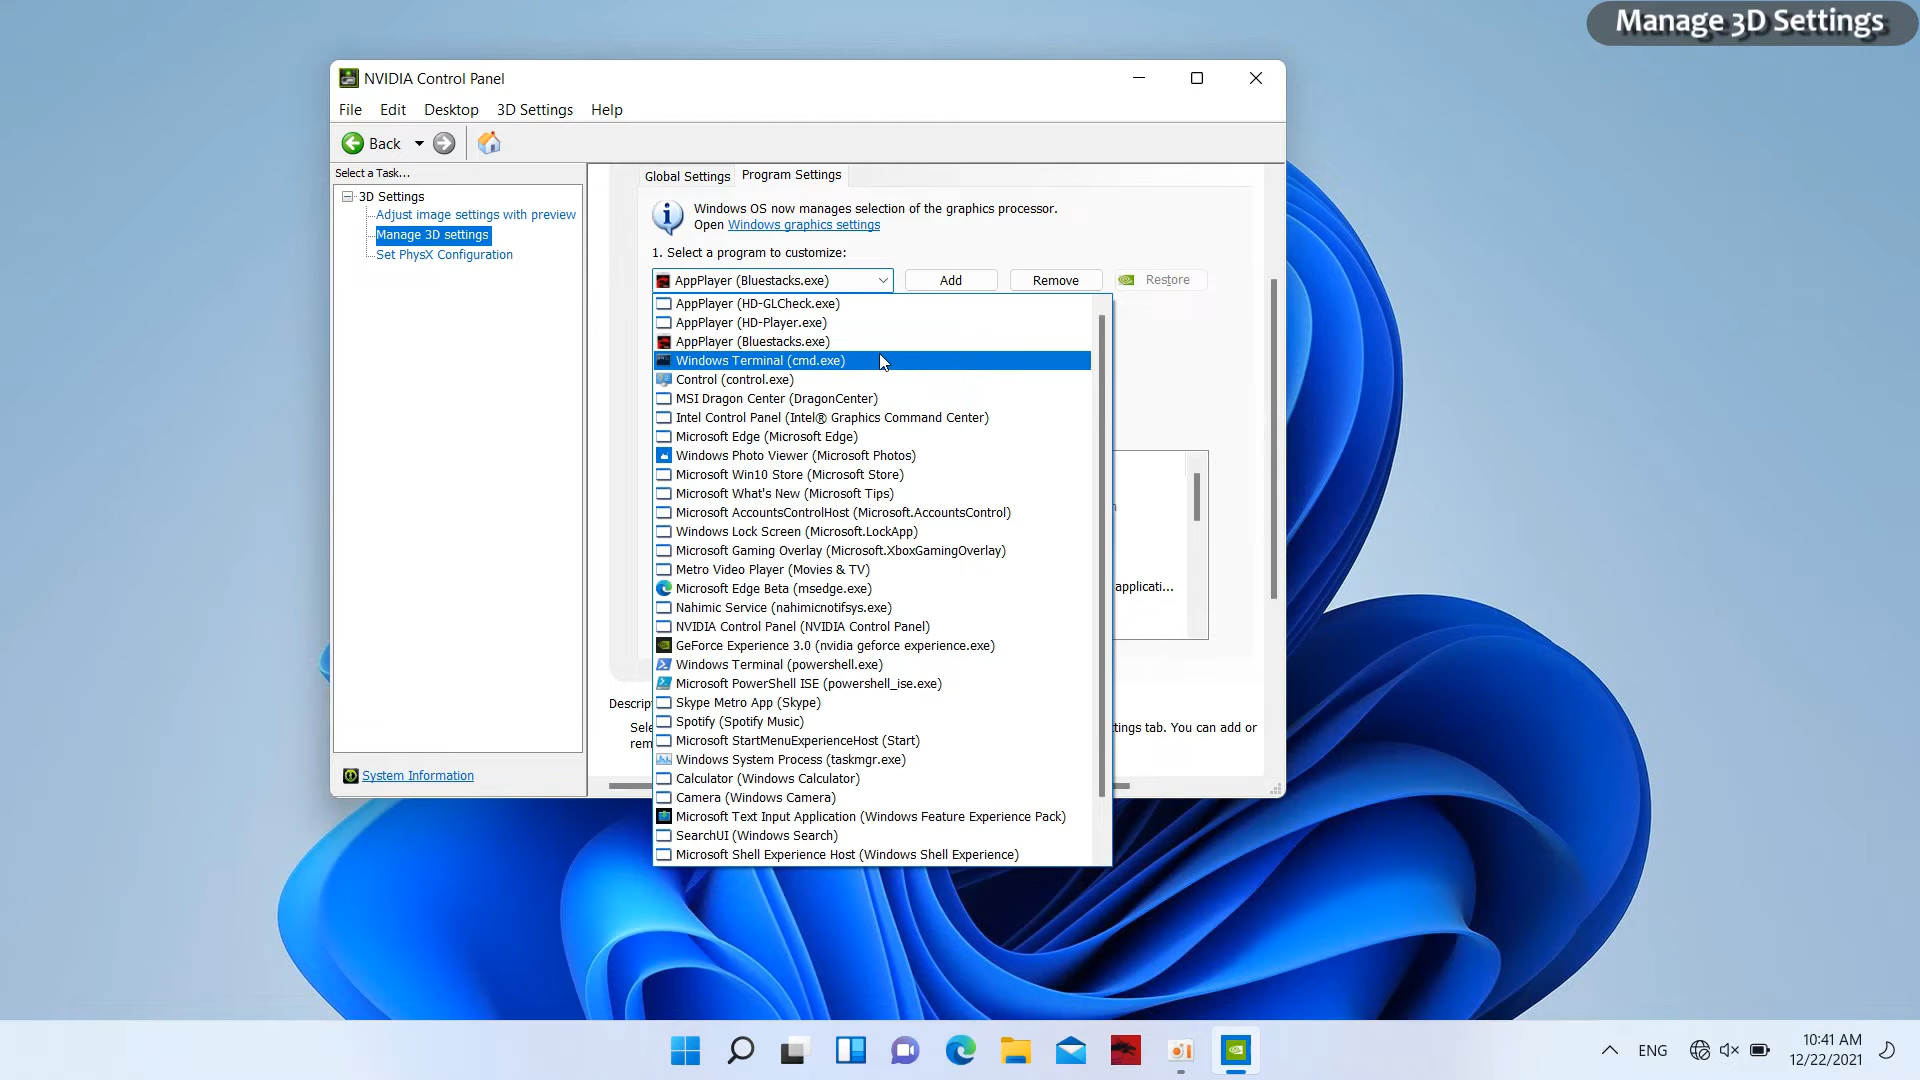 Manage 3D Settings
NVIDIA Control Panel
File Edit Desktop 3D Settings Help
Back
Select a Task...
3D Settings
Adjust image settings with preview
Manage 3D settings
Set PhysX Configuration
System Information
Global Settings Program Settings
Windows OS now manages selection of the graphics processor.
Open Windows graphics settings
1. Select a program to customize:
AppPlayer (Bluestacks.exe) Add Remove Restore
AppPlayer (HD-GLCheck.exe)
AppPlayer (HD-Player.exe)
AppPlayer (Bluestacks.exe)
Windows Terminal (cmd.exe)
Control (control.exe)
MSI Dragon Center (DragonCenter)
Intel Control Panel (Intel® Graphics Command Center)
Microsoft Edge (Microsoft Edge)
Windows Photo Viewer (Microsoft Photos)
Microsoft Win10 Store (Microsoft Store)
Microsoft What's New (Microsoft Tips)
Microsoft AccountsControlHost (Microsoft.AccountsControl)
Windows Lock Screen (Microsoft.LockApp)
Microsoft Gaming Overlay (Microsoft.XboxGamingOverlay)
Metro Video Player (Movies & TV)
Microsoft Edge Beta (msedge.exe)
Nahimic Service (nahimicnotifsys.exe)
NVIDIA Control Panel (NVIDIA Control Panel)
GeForce Experience 3.0 (nvidia geforce experience.exe)
Windows Terminal (powershell.exe)
Microsoft PowerShell ISE (powershell_ise.exe)
Skype Metro App (Skype)
Spotify (Spotify Music)
Microsoft StartMenuExperienceHost (Start)
Windows System Process (taskmgr.exe)
Calculator (Windows Calculator)
Camera (Windows Camera)
Microsoft Text Input Application (Windows Feature Experience Pack)
SearchUI (Windows Search)
Microsoft Shell Experience Host (Windows Shell Experience)
applicati...
Descrip
Sele
tings tab. You can add or
rem
ENG
10:41 AM
12/22/2021